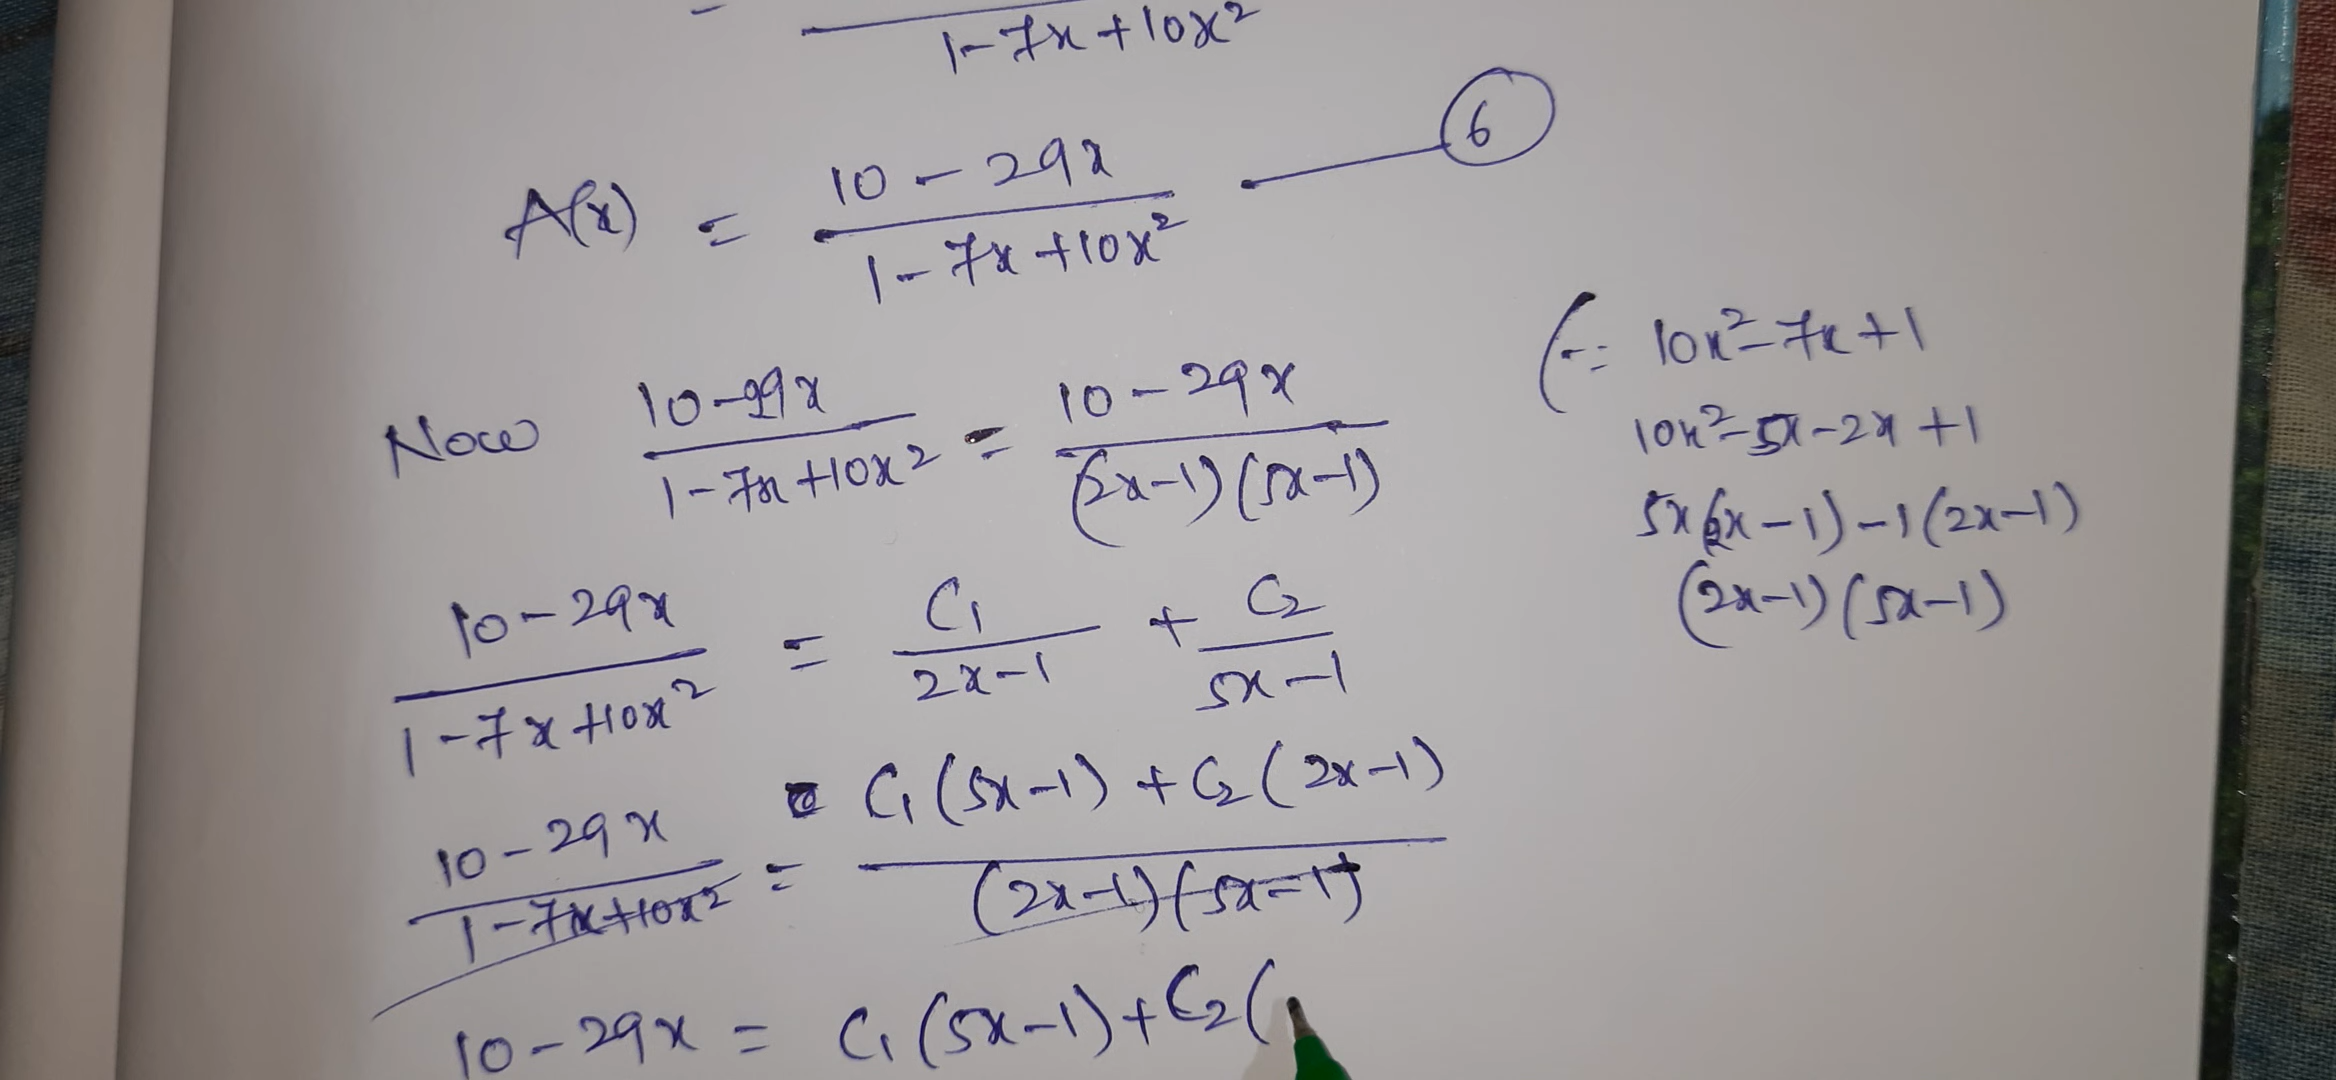 1-7x+10x²
A(x) = 10-29x / 1-7x+10x² — 6
Now 10-29x / 1-7x+10x² = 10-29x / (2x-1)(5x-1)
(∵ 10x²-7x+1
10x²-5x-2x+1
5x(2x-1)-1(2x-1)
(2x-1)(5x-1)
10-29x / 1-7x+10x² = C₁ / 2x-1 + C₂ / 5x-1
10-29x / 1-7x+10x² = C₁(5x-1)+C₂(2x-1) / (2x-1)(5x-1)
10-29x = C₁(5x-1)+C₂(